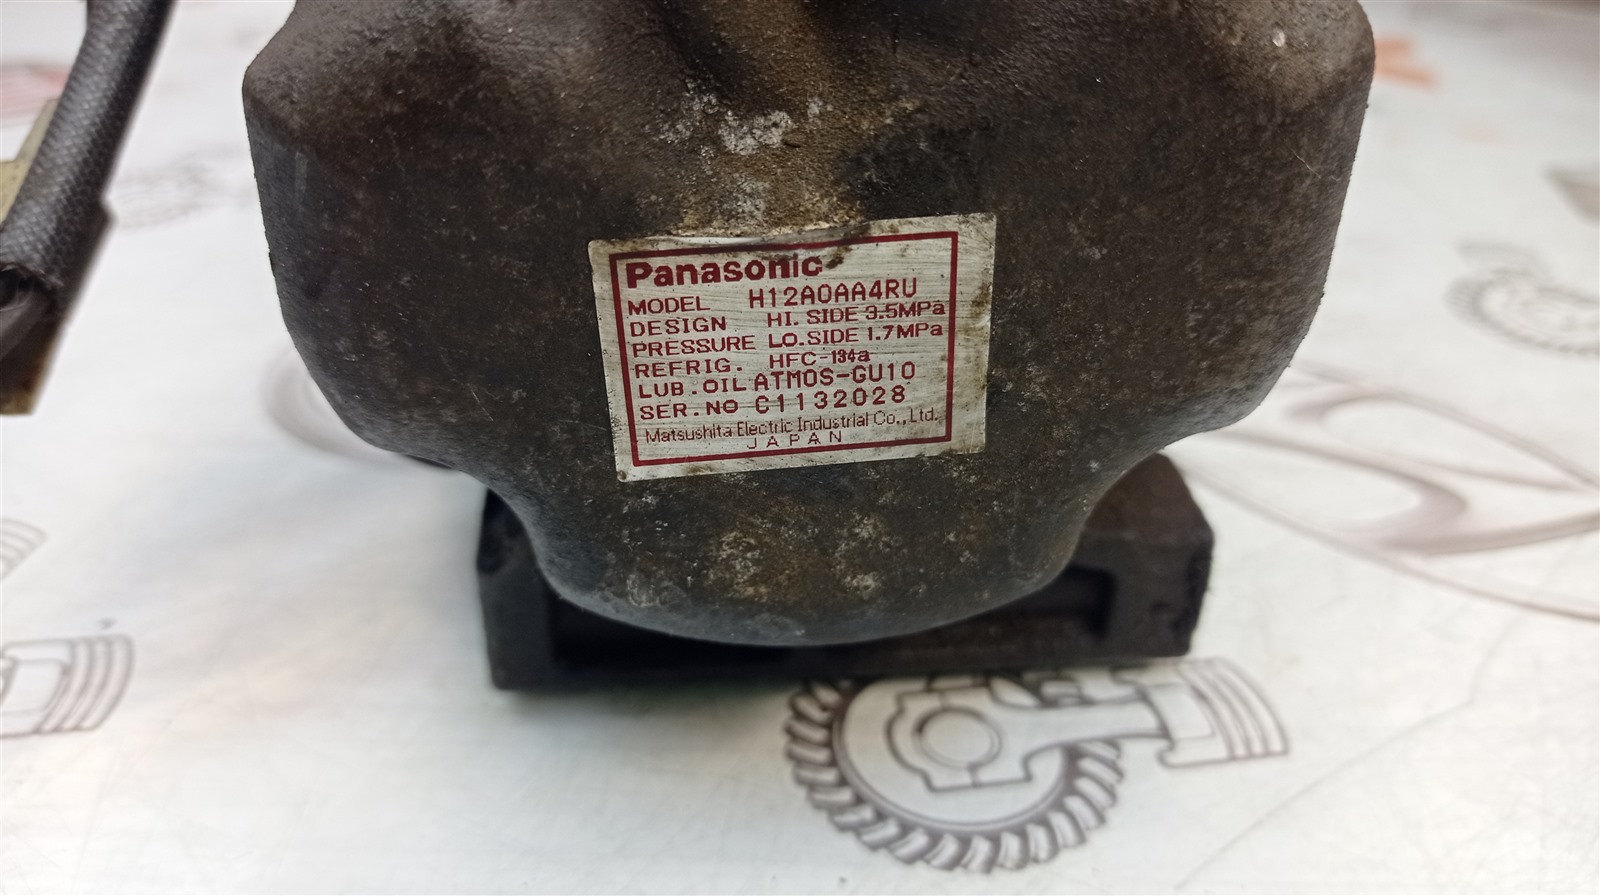 Panasonic
MODEL H12A0AA4RU
DESIGN HI. SIDE 3.5MPa
PRESSURE LO.SIDE 1.7MPa
REFRIG. HFC-134a
LUB.OIL ATMOS-GU10
SER.NO C1132028
Matsushita Electric Industrial Co., Ltd.
JAPAN